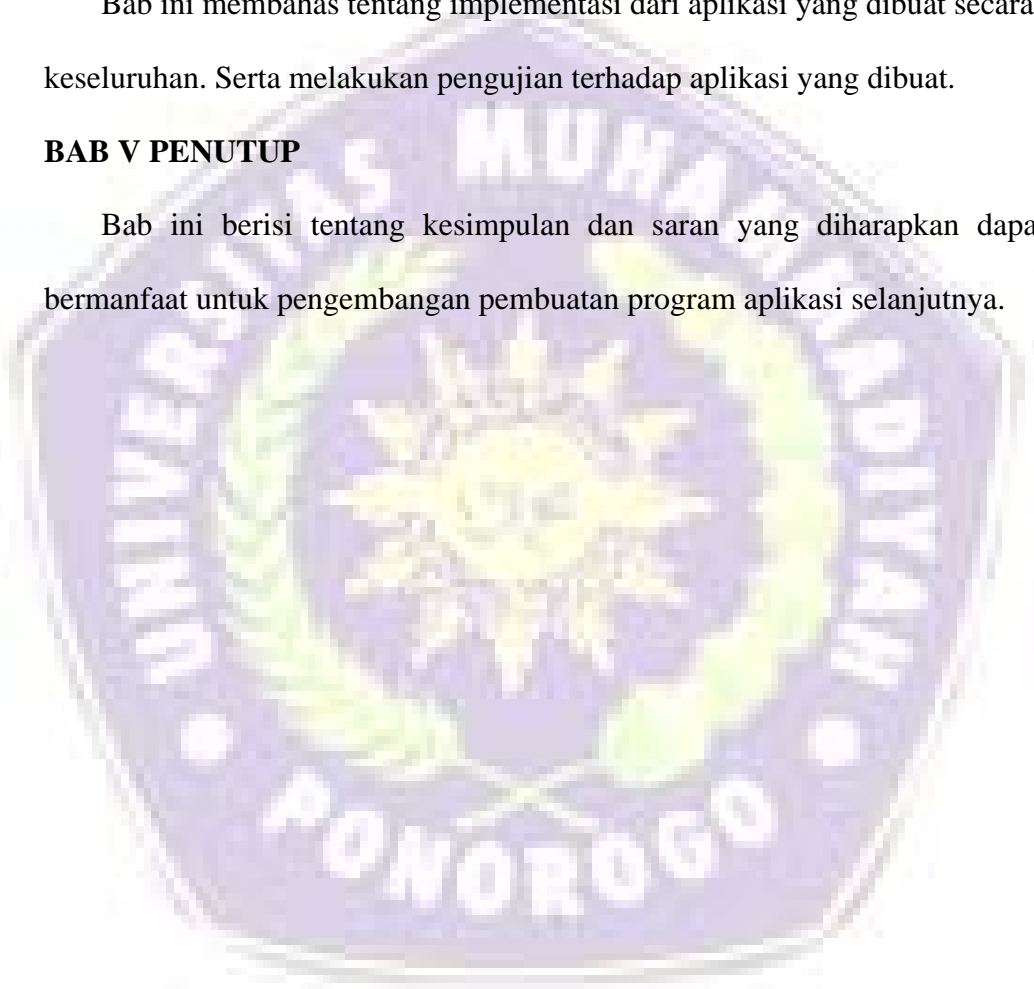 Bab ini membahas tentang implementasi dari aplikasi yang dibuat secara
keseluruhan. Serta melakukan pengujian terhadap aplikasi yang dibuat.
BAB V PENUTUP
Bab ini berisi tentang kesimpulan dan saran yang diharapkan dapa
bermanfaat untuk pengembangan pembuatan program aplikasi selanjutnya.
UNIVERSITAS MUHAMMADIYAH
PONOROGO